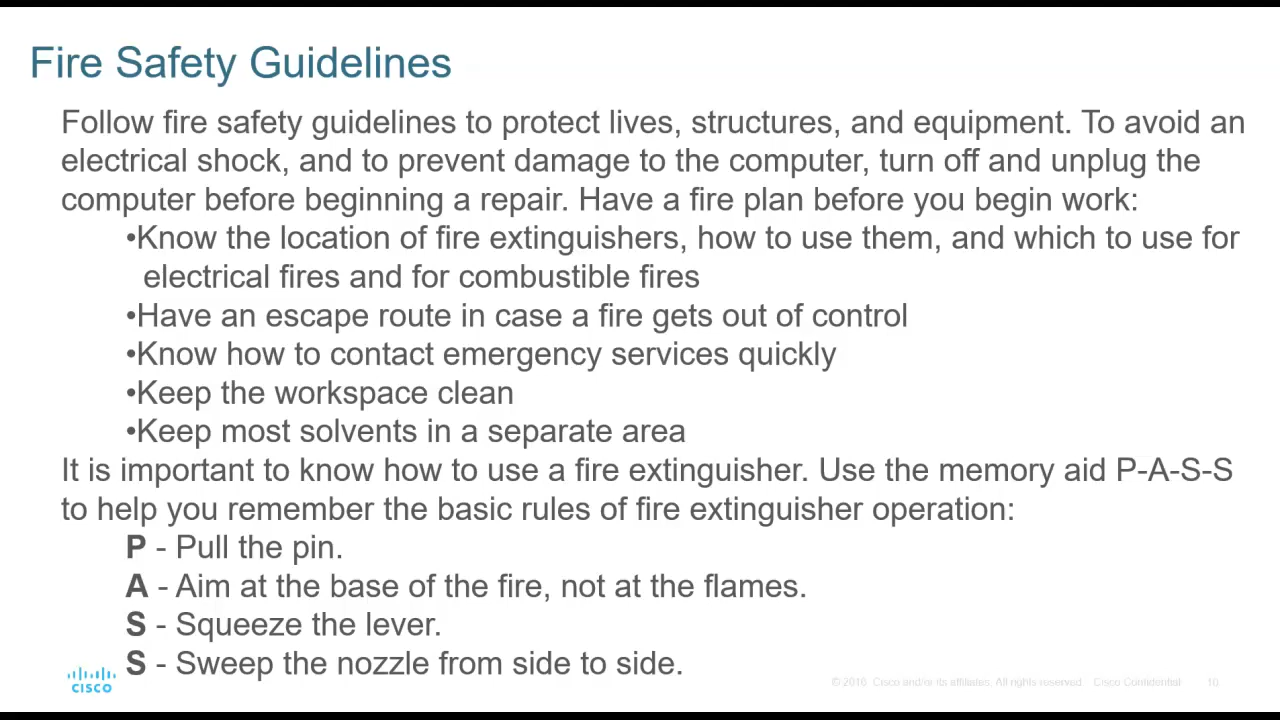 Fire Safety Guidelines
Follow fire safety guidelines to protect lives, structures, and equipment. To avoid an
electrical shock, and to prevent damage to the computer, turn off and unplug the
computer before beginning a repair. Have a fire plan before you begin work:
•Know the location of fire extinguishers, how to use them, and which to use for
electrical fires and for combustible fires
•Have an escape route in case a fire gets out of control
•Know how to contact emergency services quickly
•Keep the workspace clean
•Keep most solvents in a separate area
It is important to know how to use a fire extinguisher. Use the memory aid P-A-S-S
to help you remember the basic rules of fire extinguisher operation:
P - Pull the pin.
A - Aim at the base of the fire, not at the flames.
S - Squeeze the lever.
S - Sweep the nozzle from side to side.
CISCO
© 2016 Cisco and/or its affiliates. All rights reserved. Cisco Confidential 10